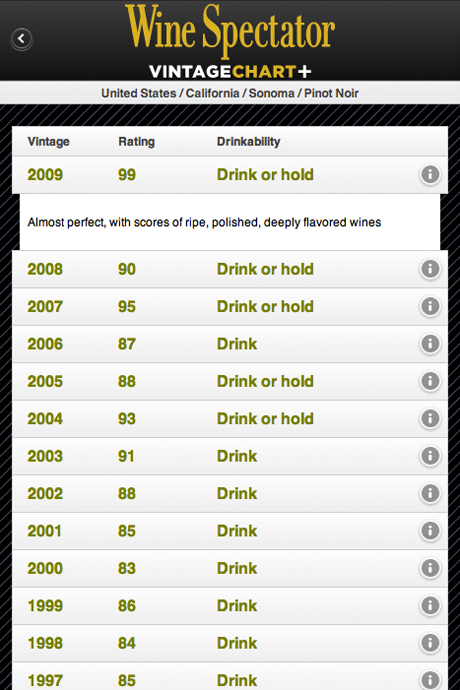 Wine Spectator
VINTAGECHART+
United States / California / Sonoma / Pinot Noir
Vintage Rating Drinkability
2009 99 Drink or hold
Almost perfect, with scores of ripe, polished, deeply flavored wines
2008 90 Drink or hold
2007 95 Drink or hold
2006 87 Drink
2005 88 Drink or hold
2004 93 Drink or hold
2003 91 Drink
2002 88 Drink
2001 85 Drink
2000 83 Drink
1999 86 Drink
1998 84 Drink
1997 85 Drink